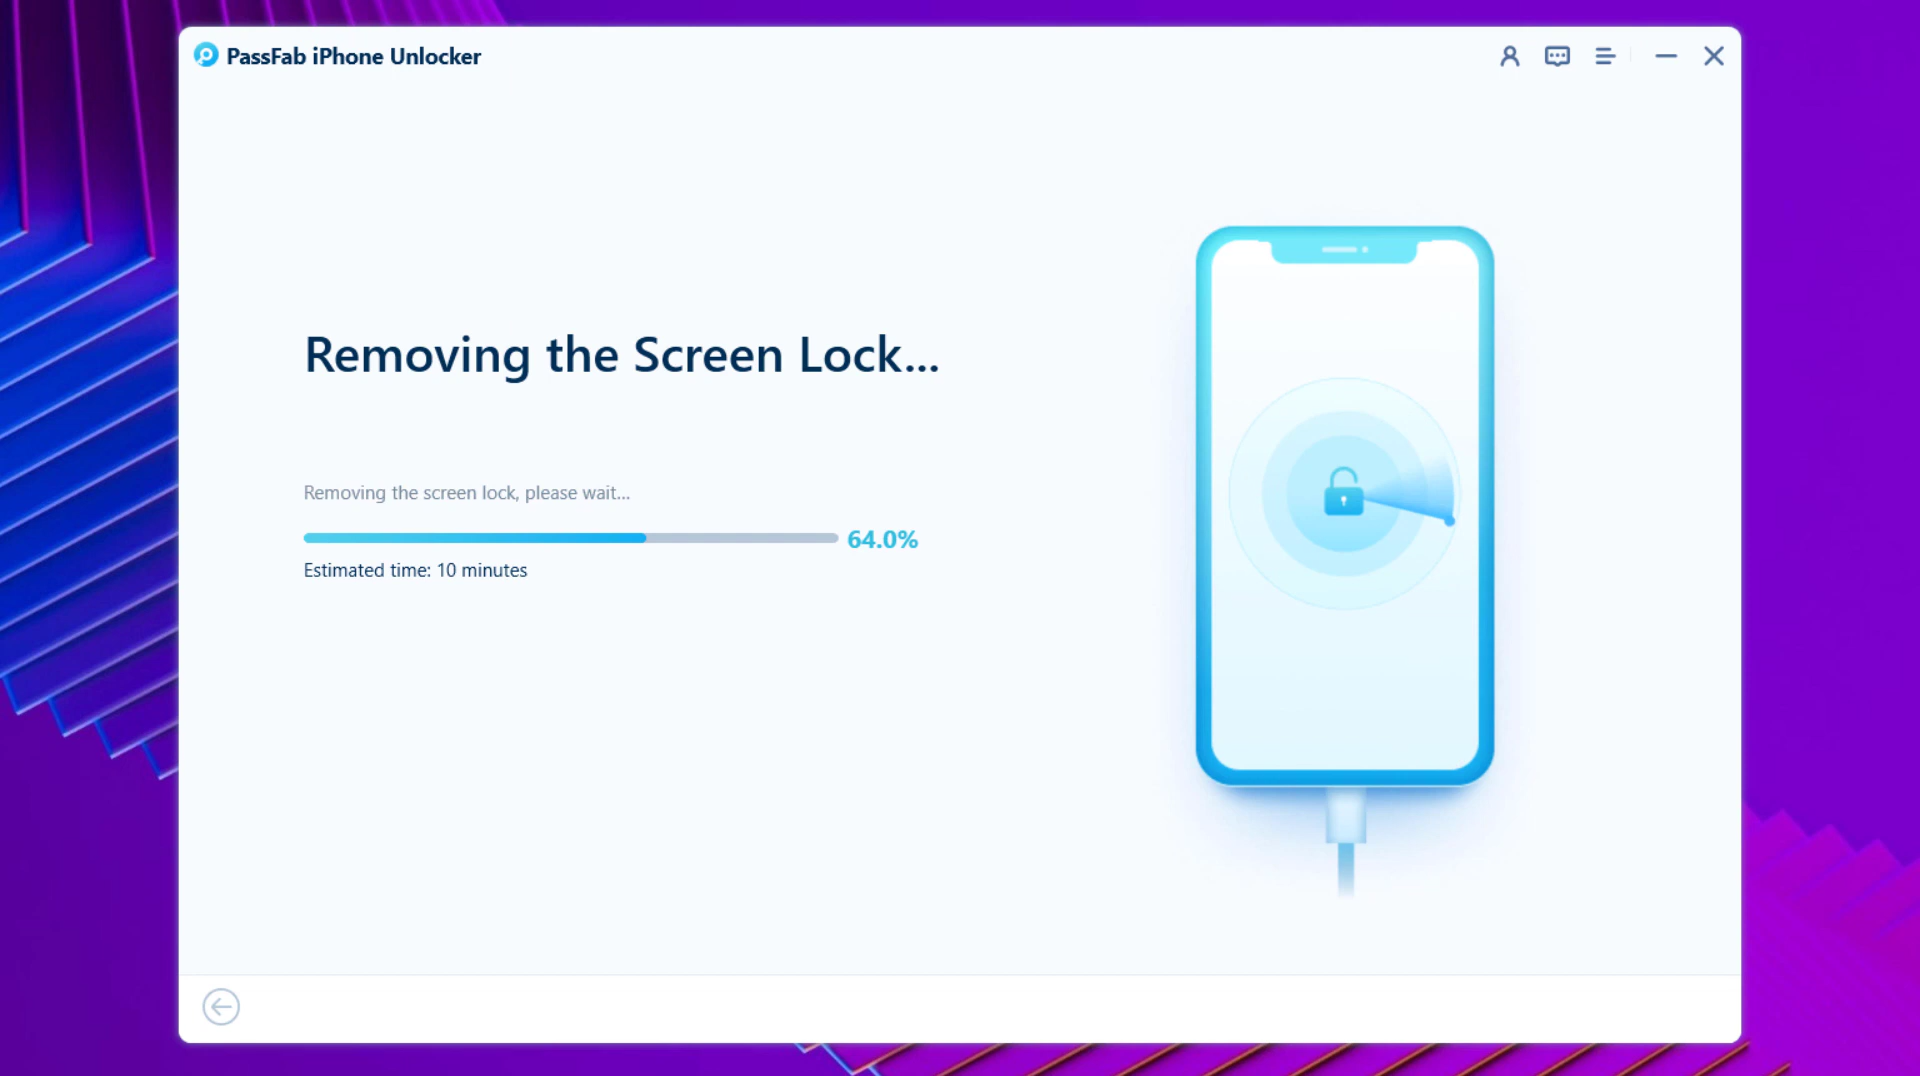 PassFab iPhone Unlocker
Removing the Screen Lock...
Removing the screen lock, please wait...
64.0%
Estimated time: 10 minutes